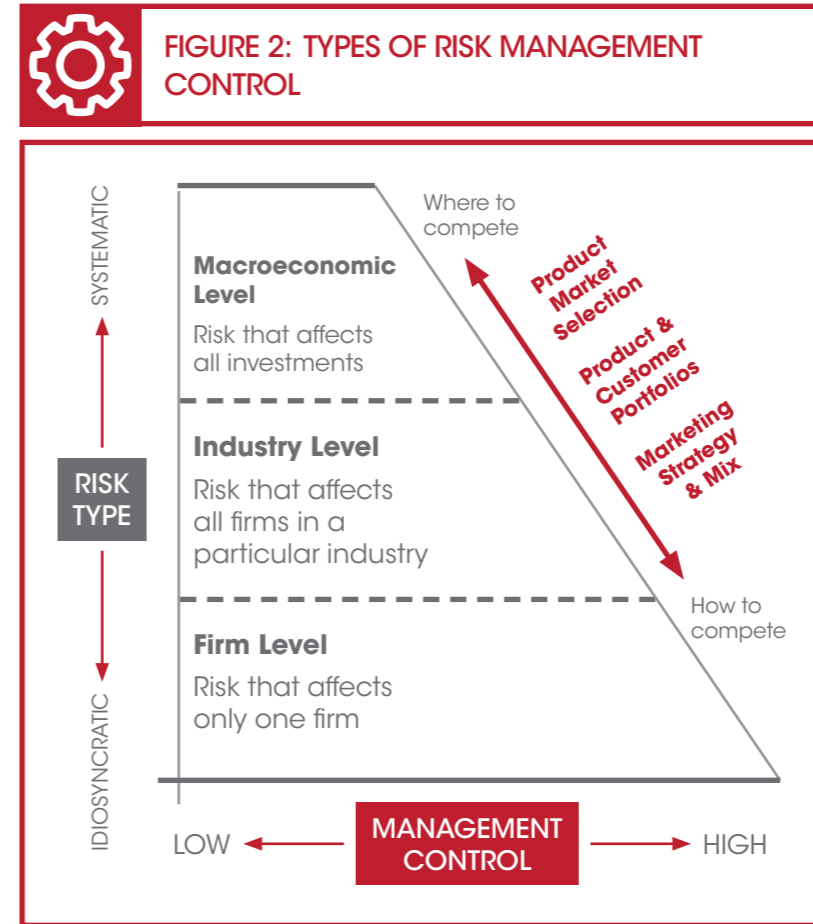 FIGURE 2: TYPES OF RISK MANAGEMENT
CONTROL
SYSTEMATIC
RISK
TYPE
IDIOSYNCRATIC
Macroeconomic
Level
Risk that affects
all investments
Industry Level
Risk that affects
all firms in a
particular industry
Firm Level
Risk that affects
only one firm
Where to
compete
Product
Market
Selection
Product &
Customer
Portfolios
Marketing
Strategy
& Mix
How to
compete
LOW
MANAGEMENT
CONTROL
HIGH